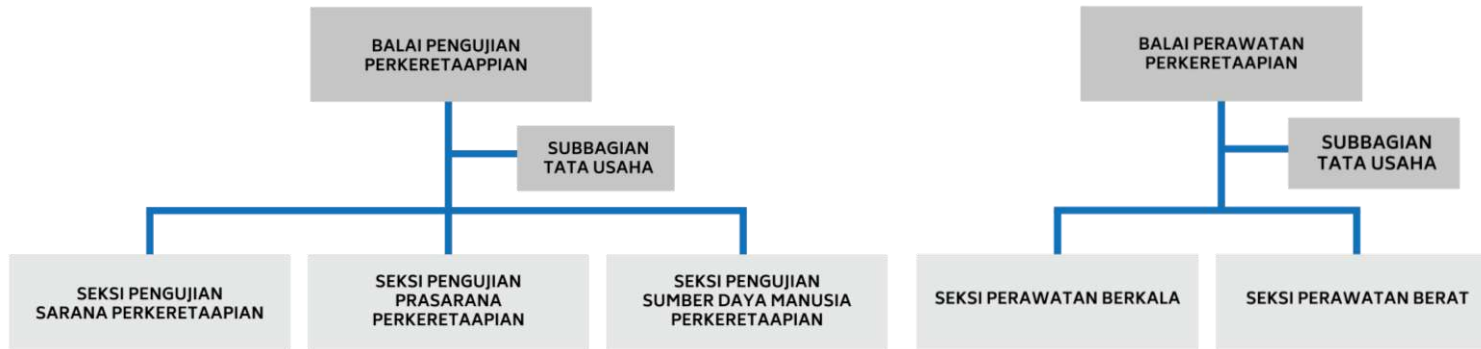 BALAI PENGUJIAN
PERKERETAAPPIAN
SUBBAGIAN
TATA USAHA
SEKSI PENGUJIAN
SARANA PERKERETAAPIAN
SEKSI PENGUJIAN
PRASARANA
PERKERETAAPIAN
SEKSI PENGUJIAN
SUMBER DAYA MANUSIA
PERKERETAAPIAN
BALAI PERAWATAN
PERKERETAAPIAN
SUBBAGIAN
TATA USAHA
SEKSI PERAWATAN BERKALA
SEKSI PERAWATAN BERAT